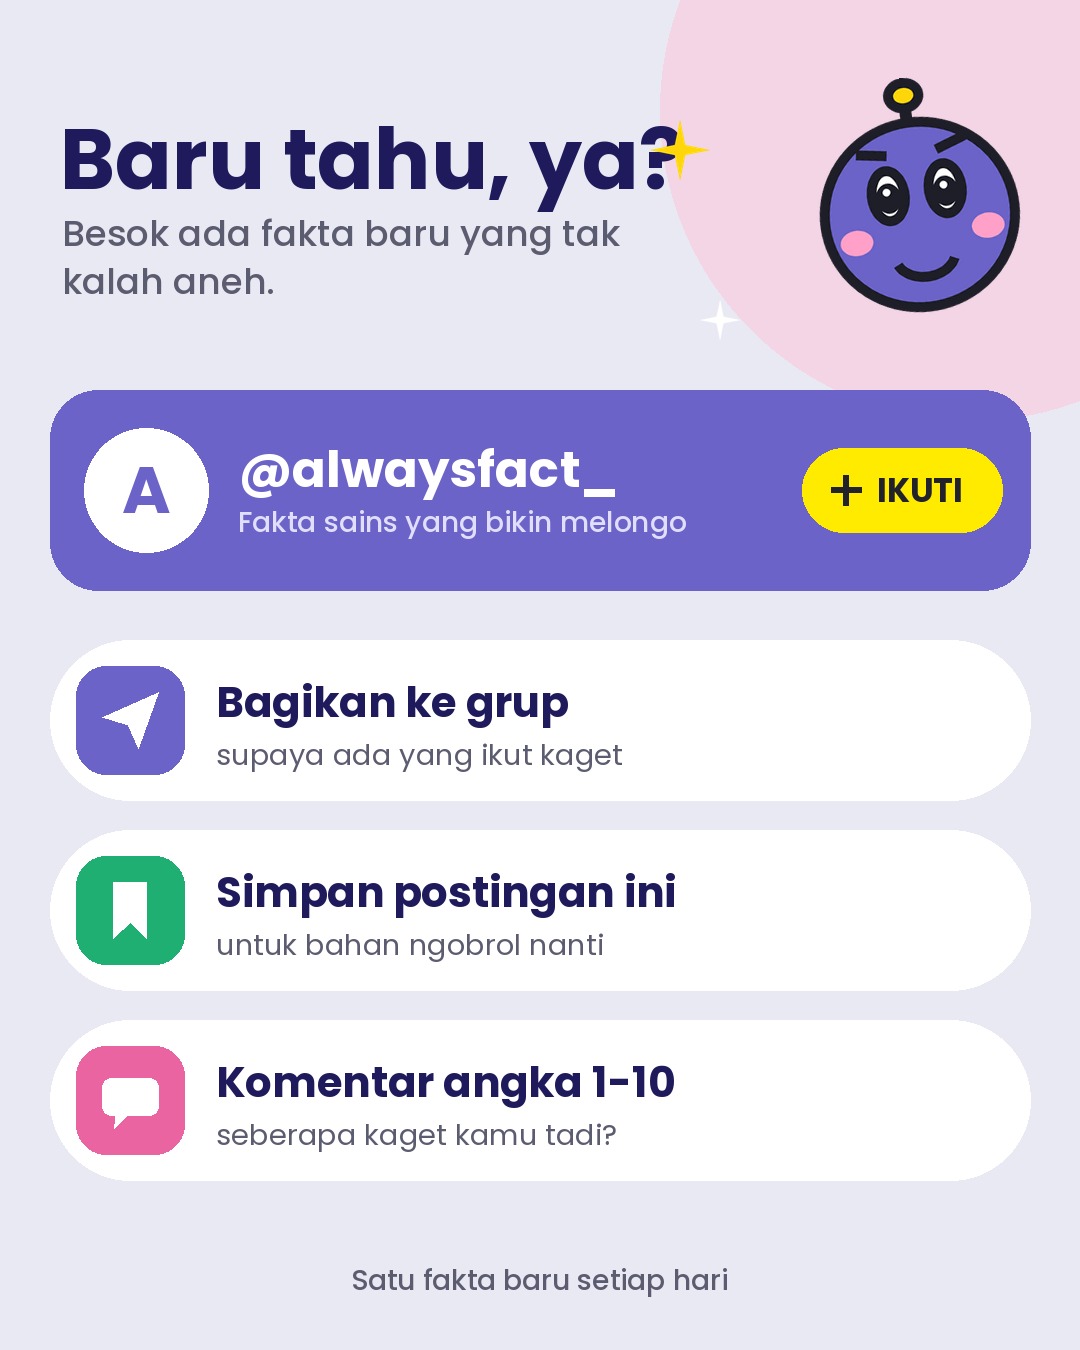 Baru tahu, ya?
Besok ada fakta baru yang tak
kalah aneh.
A
@alwaysfact_
Fakta sains yang bikin melongo
+ IKUTI
Bagikan ke grup
supaya ada yang ikut kaget
Simpan postingan ini
untuk bahan ngobrol nanti
Komentar angka 1-10
seberapa kaget kamu tadi?
Satu fakta baru setiap hari